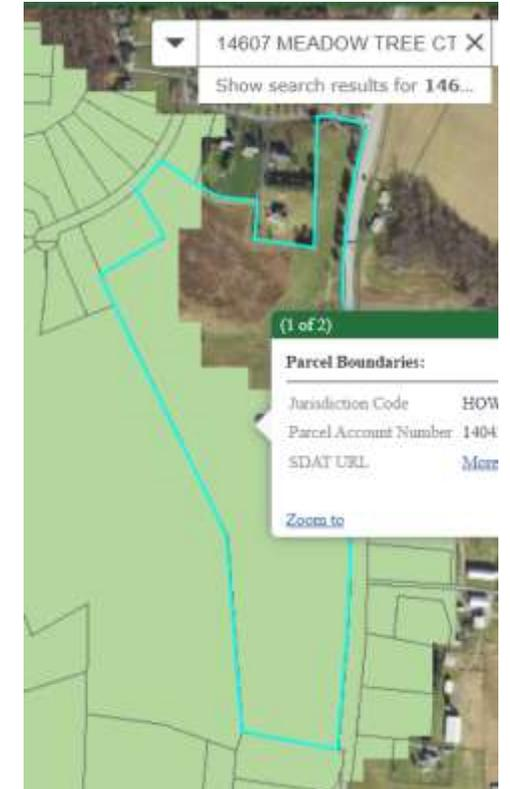 14607 MEADOW TREE CT
Show search results for 146...
(1 of 2)
Parcel Boundaries:
Jurisdiction Code HOW
Parcel Account Number 1404
SDAT URL More
Zoom to